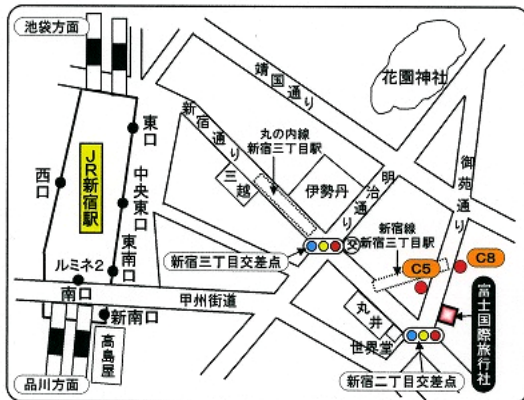 池袋方面
花園神社
靖国通り
新宿通り
丸の内線
新宿三丁目駅
東口
JR新宿駅
西口
中央東口
三越
伊勢丹
明治通り
御苑通り
交
新宿線
新宿三丁目駅
新宿三丁目交差点
C5
C8
東南口
ルミネ2
南口
甲州街道
新南口
高島屋
丸井
世界堂
富士国際旅行社
新宿二丁目交差点
品川方面